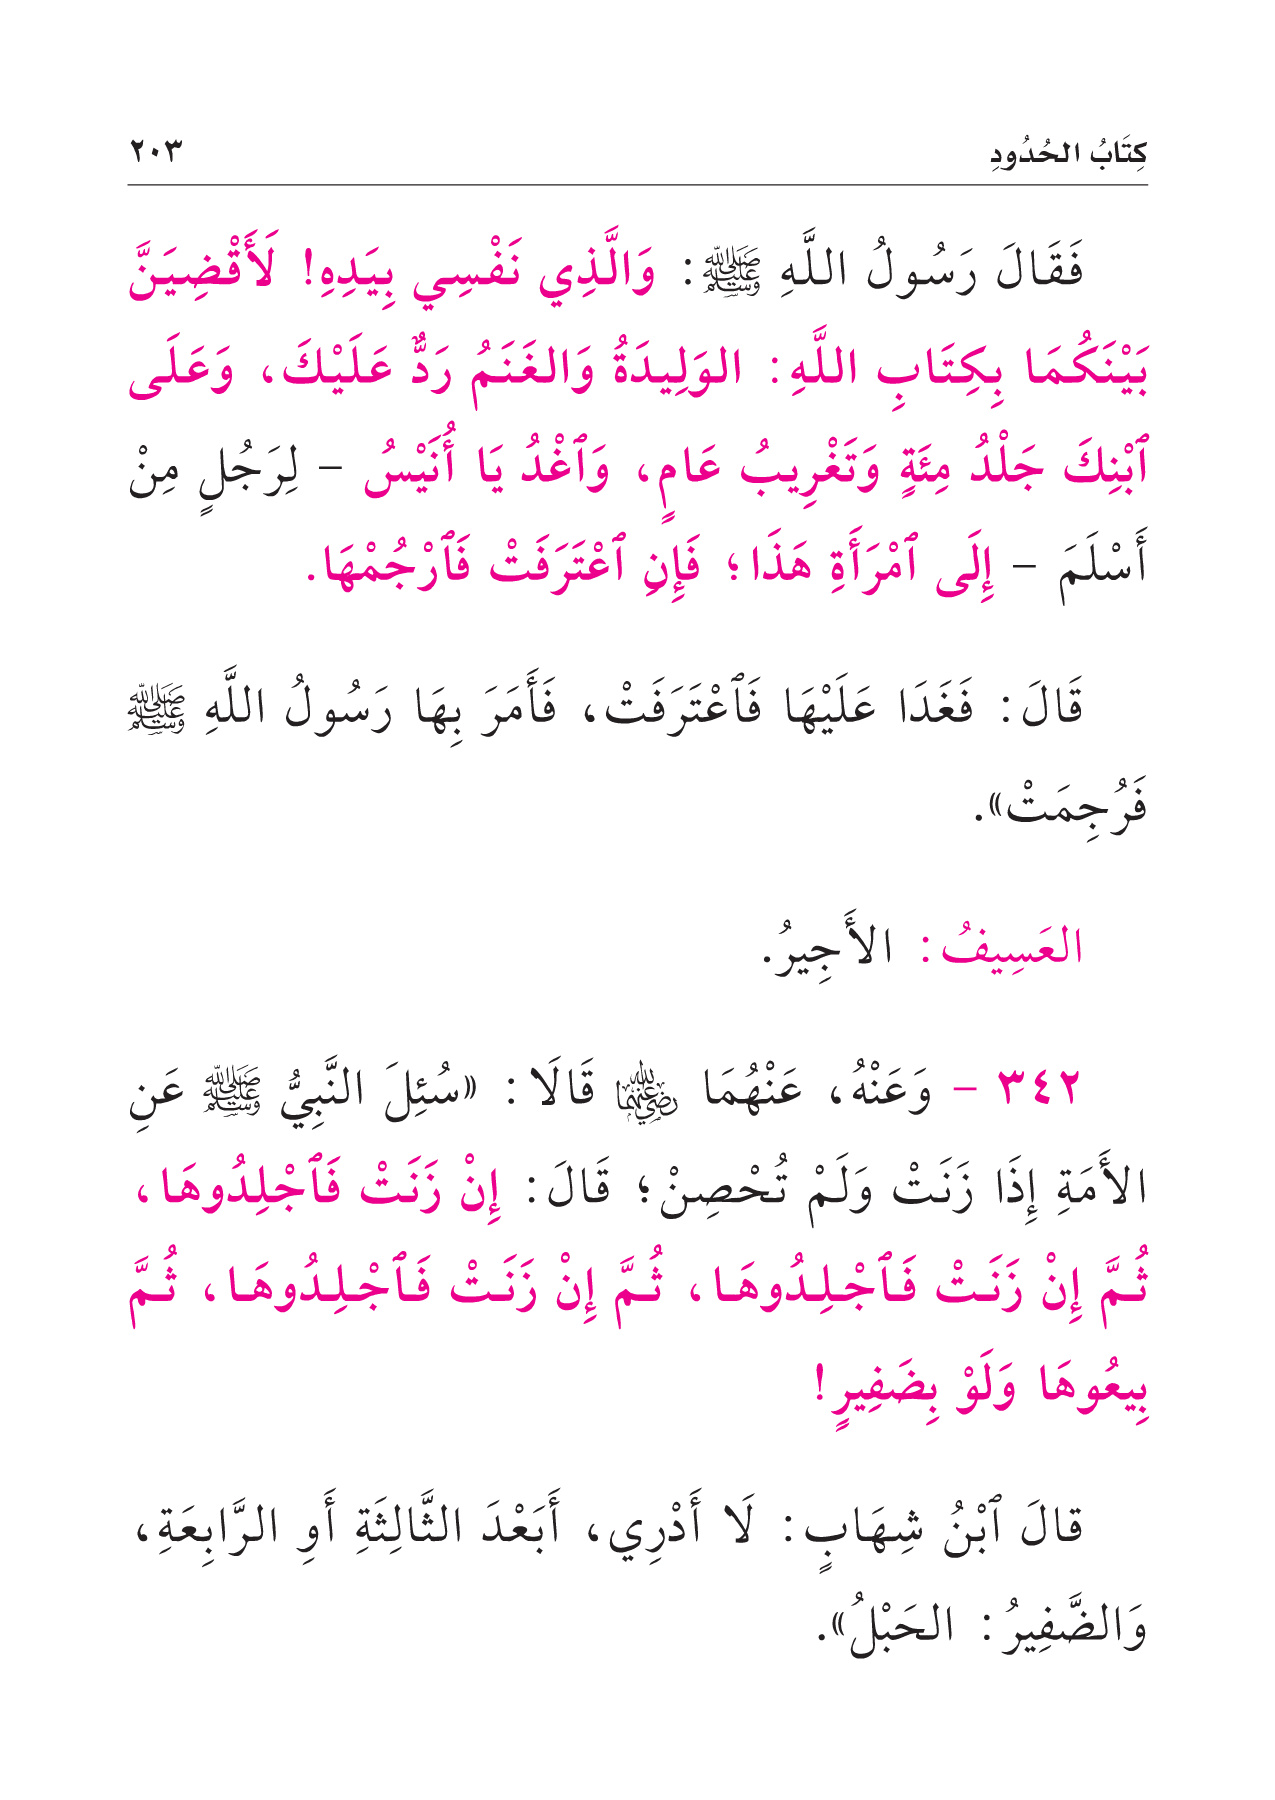 كِتَابُ الحُدُودِ ٢٠٣
فَقَالَ رَسُولُ اللَّهِ ﷺ: وَالَّذِي نَفْسِي بِيَدِهِ! لَأَقْضِيَنَّ
بَيْنَكُمَا بِكِتَابِ اللَّهِ: الوَلِيدَةُ وَالغَنَمُ رَدٌّ عَلَيْكَ، وَعَلَى
ٱبْنِكَ جَلْدُ مِئَةٍ وَتَغْرِيبُ عَامٍ، وَٱغْدُ يَا أُنَيْسُ – لِرَجُلٍ مِنْ
أَسْلَمَ – إِلَى ٱمْرَأَةِ هَذَا؛ فَإِنِ ٱعْتَرَفَتْ فَٱرْجُمْهَا.
قَالَ: فَغَدَا عَلَيْهَا فَٱعْتَرَفَتْ، فَأَمَرَ بِهَا رَسُولُ اللَّهِ ﷺ
فَرُجِمَتْ».
العَسِيفُ: الأَجِيرُ.
٣٤٢ – وَعَنْهُ، عَنْهُمَا رضي الله عنهما قَالَا: «سُئِلَ النَّبِيُّ ﷺ عَنِ
الأَمَةِ إِذَا زَنَتْ وَلَمْ تُحْصِنْ؛ قَالَ: إِنْ زَنَتْ فَٱجْلِدُوهَا،
ثُمَّ إِنْ زَنَتْ فَٱجْلِدُوهَا، ثُمَّ إِنْ زَنَتْ فَٱجْلِدُوهَا، ثُمَّ
بِيعُوهَا وَلَوْ بِضَفِيرٍ!
قالَ ٱبْنُ شِهَابٍ: لَا أَدْرِي، أَبَعْدَ الثَّالِثَةِ أَوِ الرَّابِعَةِ،
وَالضَّفِيرُ: الحَبْلُ».